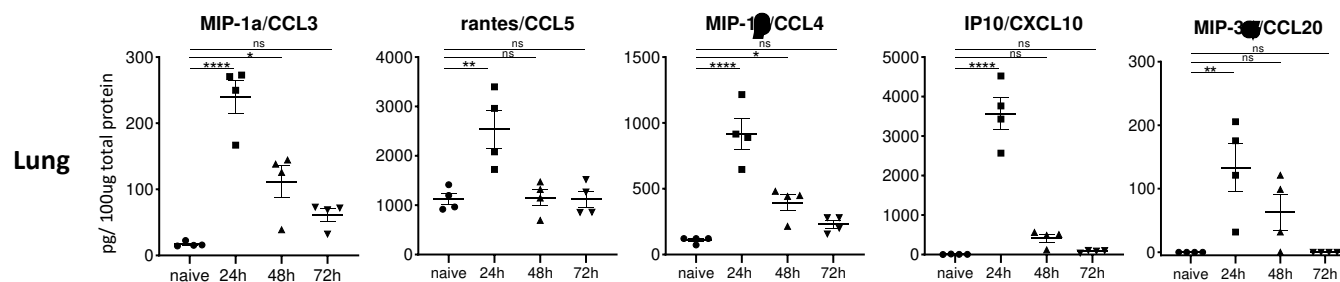 MIP-1a/CCL3
ns
*
****
300
200
100
0
naive 24h 48h 72h
pg/ 100ug total protein
Lung
rantes/CCL5
ns
ns
**
4000
3000
2000
1000
0
naive 24h 48h 72h
/CCL4
ns
*
****
1500
1000
500
0
naive 24h 48h 72h
IP10/CXCL10
ns
ns
****
5000
4000
3000
2000
1000
0
naive 24h 48h 72h
/CCL20
ns
ns
**
300
200
100
0
naive 24h 48h 72h